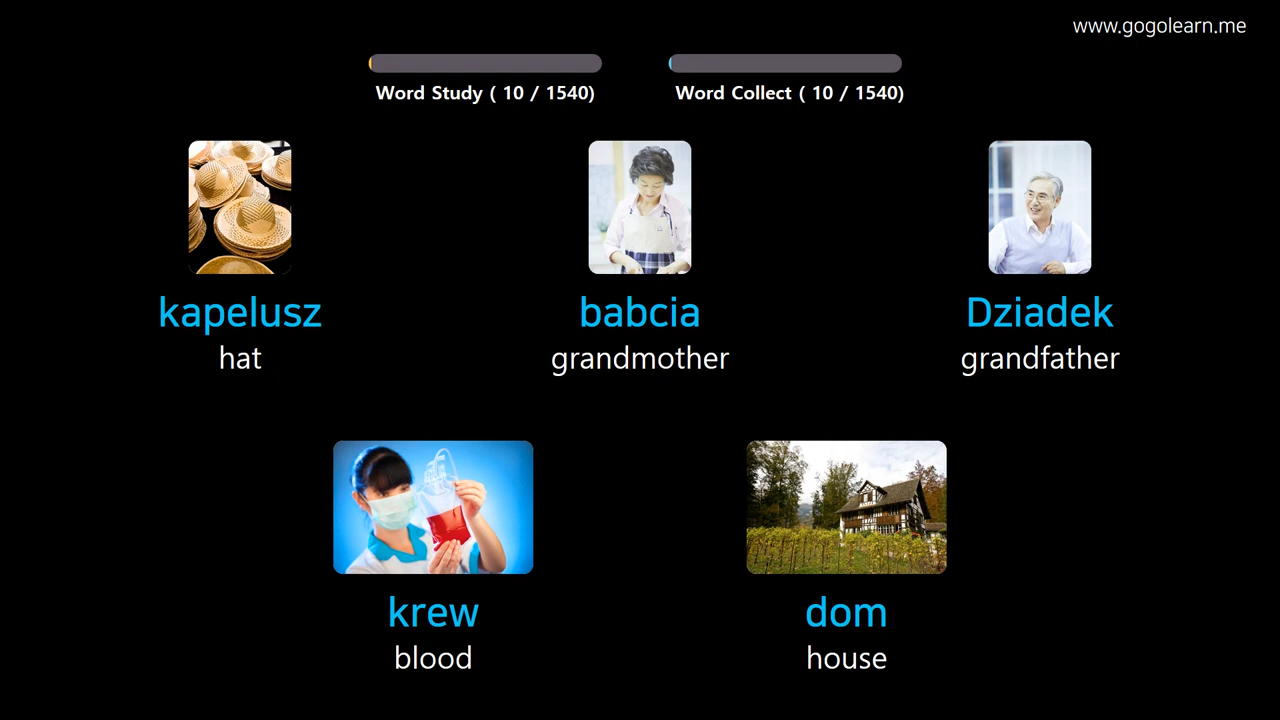 www.gogolearn.me
Word Study ( 10 / 1540)
Word Collect ( 10 / 1540)
kapelusz
hat
babcia
grandmother
Dziadek
grandfather
krew
blood
dom
house